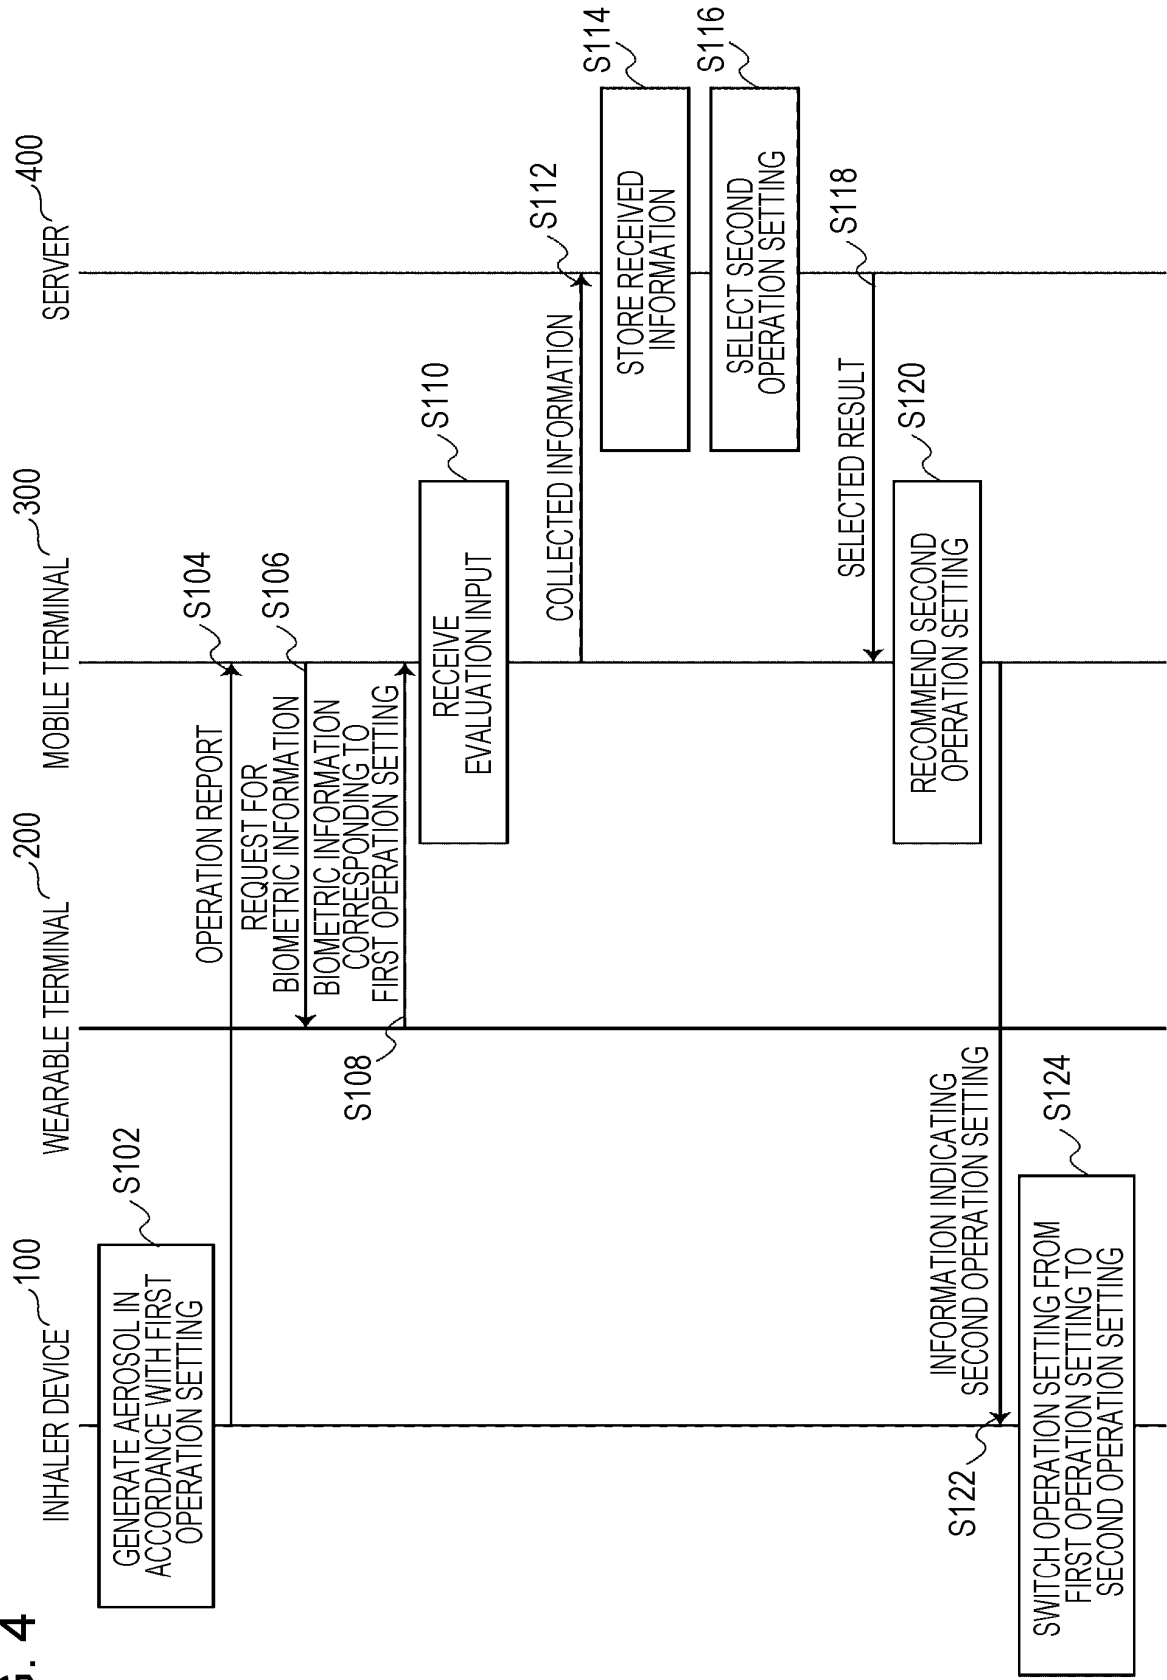 G. 4
INHALER DEVICE 100
WEARABLE TERMINAL 200
MOBILE TERMINAL 300
SERVER 400
GENERATE AEROSOL IN
ACCORDANCE WITH FIRST
OPERATION SETTING
S102
OPERATION REPORT
S104
REQUEST FOR
BIOMETRIC INFORMATION
S106
BIOMETRIC INFORMATION
CORRESPONDING TO
FIRST OPERATION SETTING
S108
RECEIVE
EVALUATION INPUT
S110
COLLECTED INFORMATION
S112
STORE RECEIVED
INFORMATION
S114
SELECT SECOND
OPERATION SETTING
S116
SELECTED RESULT
S118
RECOMMEND SECOND
OPERATION SETTING
S120
INFORMATION INDICATING
SECOND OPERATION SETTING
S122
SWITCH OPERATION SETTING FROM
FIRST OPERATION SETTING TO
SECOND OPERATION SETTING
S124